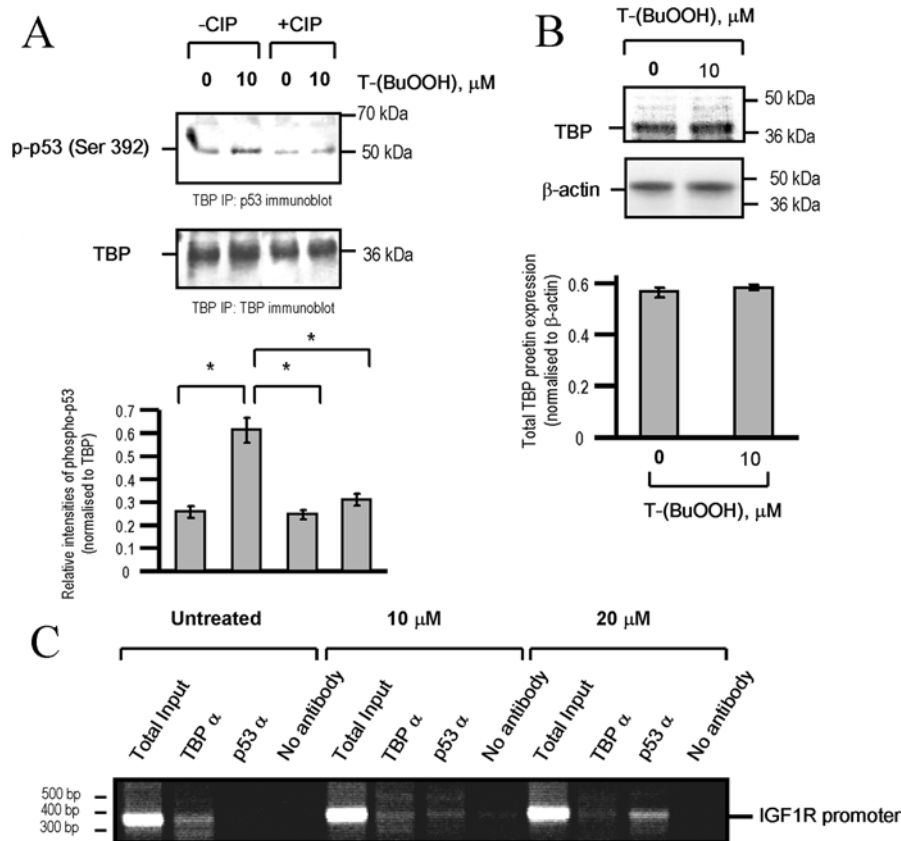 A
-CIP +CIP
0 10 0 10 T-(BuOOH), μM
70 kDa
p-p53 (Ser 392)
50 kDa
TBP IP: p53 immunoblot
TBP
36 kDa
TBP IP: TBP immunoblot
* * *
Relative intensities of phospho-p53
(normalised to TBP)
0.7
0.6
0.5
0.4
0.3
0.2
0.1
0
B
T-(BuOOH), μM
0 10
50 kDa
TBP
36 kDa
β-actin
50 kDa
36 kDa
Total TBP proetin expression
(normalised to β-actin)
0.6
0.2
0
0 10
T-(BuOOH), μM
C
Untreated 10 μM 20 μM
Total Input TBP α p53 α No antibody Total Input TBP α p53 α No antibody Total Input TBP α p53 α No antibody
500 bp
400 bp
300 bp
IGF1R promoter